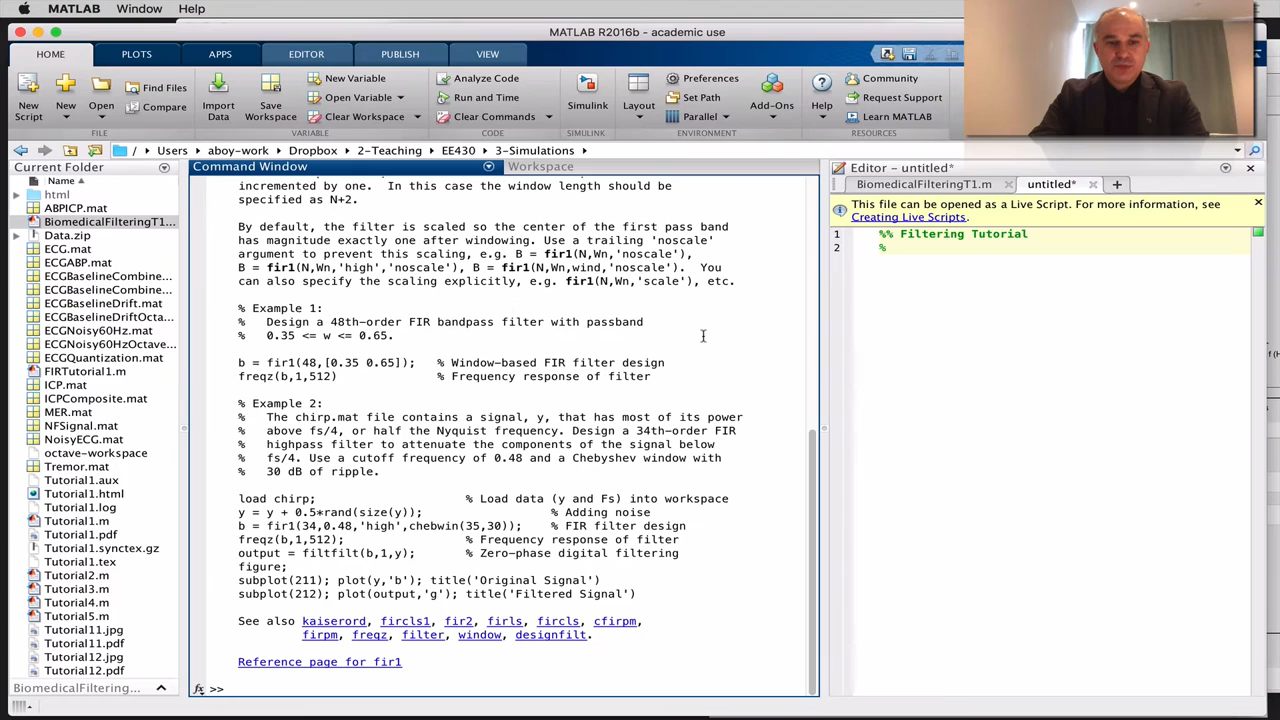 MATLAB Window Help
MATLAB R2016b - academic use
HOME PLOTS APPS EDITOR PUBLISH VIEW
New Script
New
Open
Find Files
Compare
Import Data
Save Workspace
New Variable
Open Variable
Clear Workspace
Analyze Code
Run and Time
Clear Commands
Simulink
Layout
Preferences
Set Path
Parallel
Add-Ons
Help
Community
Request Support
Learn MATLAB
FILE VARIABLE CODE SIMULINK ENVIRONMENT RESOURCES
/ Users aboy-work Dropbox 2-Teaching EE430 3-Simulations
Current Folder
Name
html
ABPICP.mat
BiomedicalFilteringT1...
Data.zip
ECG.mat
ECGABP.mat
ECGBaselineCombine...
ECGBaselineCombine...
ECGBaselineDrift.mat
ECGBaselineDriftOcta...
ECGNoisy60Hz.mat
ECGNoisy60HzOctave...
ECGQuantization.mat
FIRTutorial1.m
ICP.mat
ICPComposite.mat
MER.mat
NFSignal.mat
NoisyECG.mat
octave-workspace
Tremor.mat
Tutorial1.aux
Tutorial1.html
Tutorial1.log
Tutorial1.m
Tutorial1.pdf
Tutorial1.synctex.gz
Tutorial1.tex
Tutorial2.m
Tutorial3.m
Tutorial4.m
Tutorial5.m
Tutorial11.jpg
Tutorial11.pdf
Tutorial12.jpg
Tutorial12.pdf
BiomedicalFiltering...
Command Window Workspace
incremented by one. In this case the window length should be
specified as N+2.
By default, the filter is scaled so the center of the first pass band
has magnitude exactly one after windowing. Use a trailing 'noscale'
argument to prevent this scaling, e.g. B = fir1(N,Wn,'noscale'),
B = fir1(N,Wn,'high','noscale'), B = fir1(N,Wn,wind,'noscale'). You
can also specify the scaling explicitly, e.g. fir1(N,Wn,'scale'), etc.
% Example 1:
% Design a 48th-order FIR bandpass filter with passband
% 0.35 <= w <= 0.65.
b = fir1(48,[0.35 0.65]); % Window-based FIR filter design
freqz(b,1,512) % Frequency response of filter
% Example 2:
% The chirp.mat file contains a signal, y, that has most of its power
% above fs/4, or half the Nyquist frequency. Design a 34th-order FIR
% highpass filter to attenuate the components of the signal below
% fs/4. Use a cutoff frequency of 0.48 and a Chebyshev window with
% 30 dB of ripple.
load chirp; % Load data (y and Fs) into workspace
y = y + 0.5*rand(size(y)); % Adding noise
b = fir1(34,0.48,'high',chebwin(35,30)); % FIR filter design
freqz(b,1,512); % Frequency response of filter
output = filtfilt(b,1,y); % Zero-phase digital filtering
figure;
subplot(211); plot(y,'b'); title('Original Signal')
subplot(212); plot(output,'g'); title('Filtered Signal')
See also kaiserord, fircls1, fir2, firls, fircls, cfirpm,
firpm, freqz, filter, window, designfilt.
Reference page for fir1
fx >>
Editor - untitled*
BiomedicalFilteringT1.m untitled*
This file can be opened as a Live Script. For more information, see
Creating Live Scripts.
1 %% Filtering Tutorial
2 %